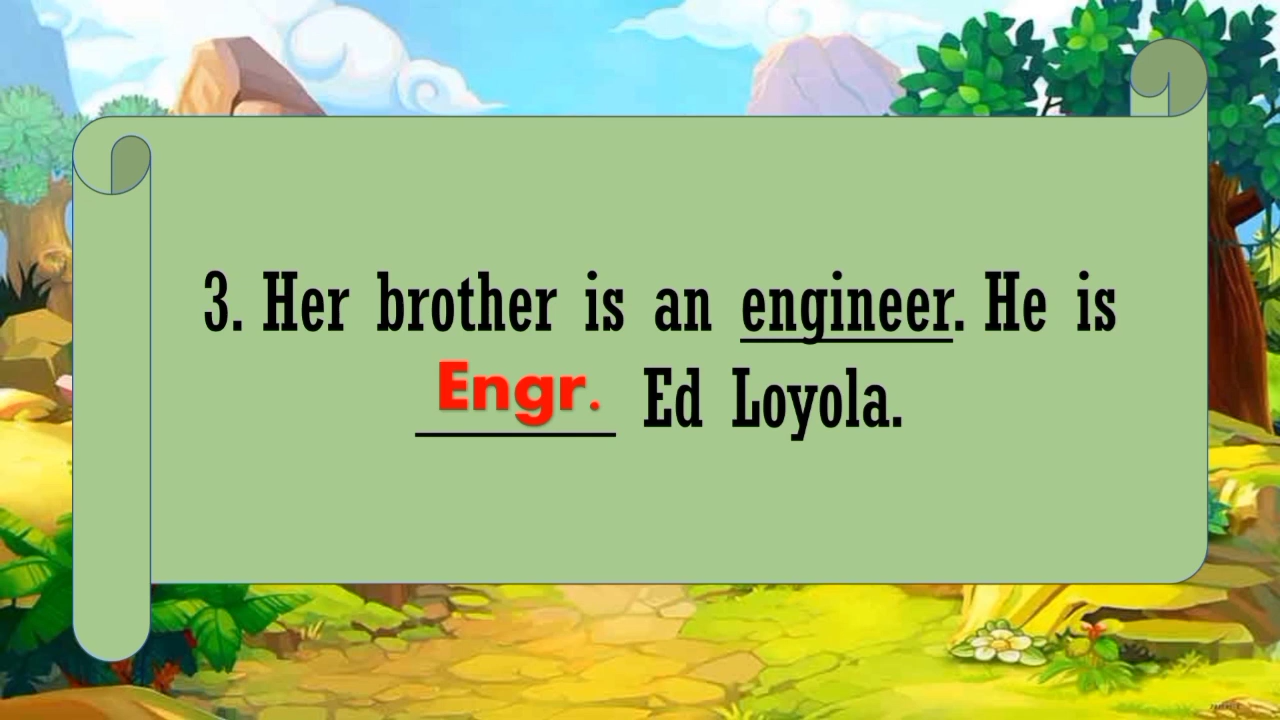 3. Her brother is an engineer. He is
Engr. Ed Loyola.